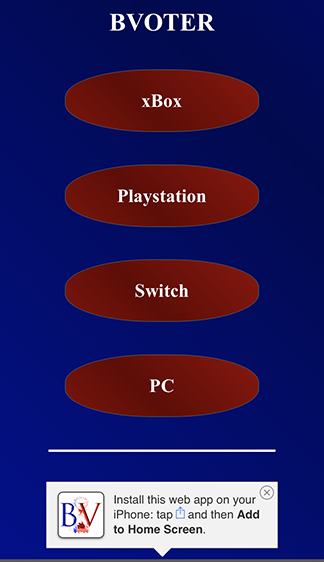 BVOTER
xBox
Playstation
Switch
PC
BV
Install this web app on your
iPhone: tap and then Add
to Home Screen.